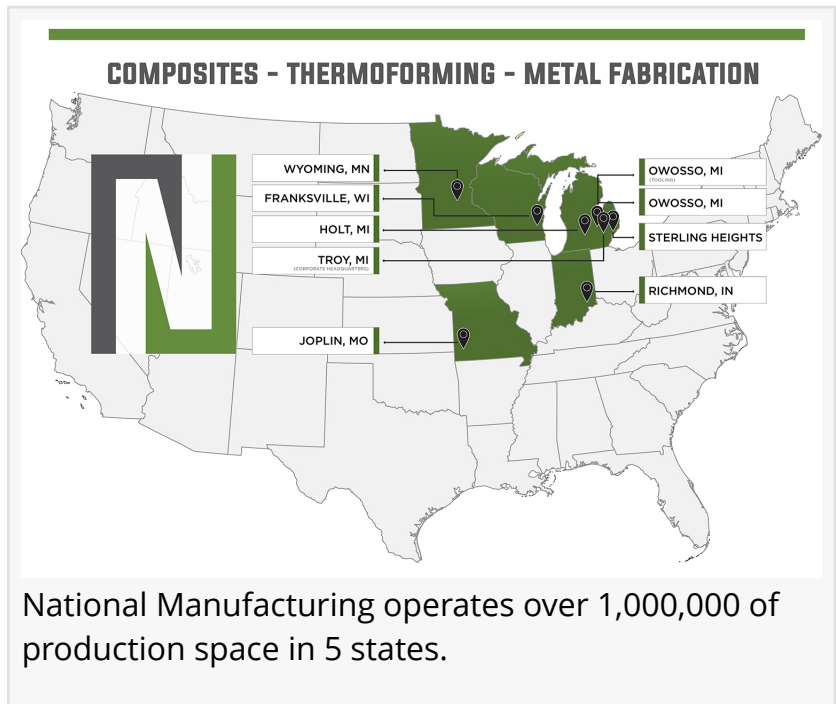 COMPOSITES - THERMOFORMING - METAL FABRICATION
WYOMING, MN
FRANKSVILLE, WI
HOLT, MI
TROY, MI
(CORPORATE HEADQUARTERS)
JOPLIN, MO
OWOSSO, MI
(TOOLING)
OWOSSO, MI
STERLING HEIGHTS
RICHMOND, IN
National Manufacturing operates over 1,000,000 of
production space in 5 states.